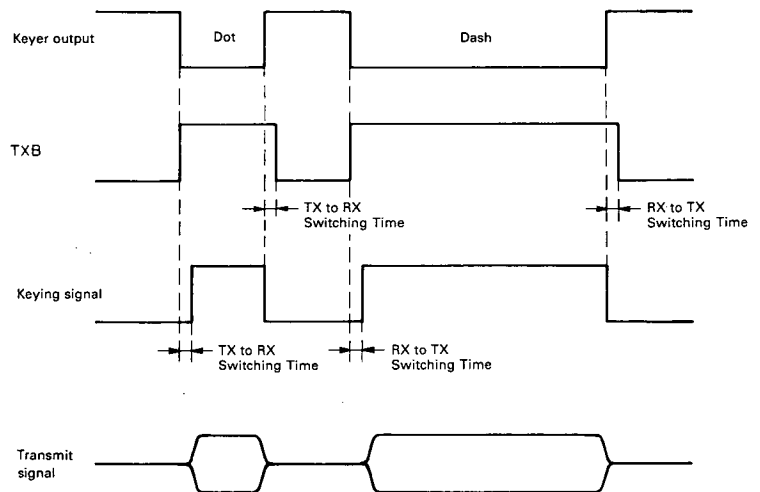 Keyer output
Dot
Dash
TXB
TX to RX
Switching Time
RX to TX
Switching Time
Keying signal
TX to RX
Switching Time
RX to TX
Switching Time
Transmit
signal